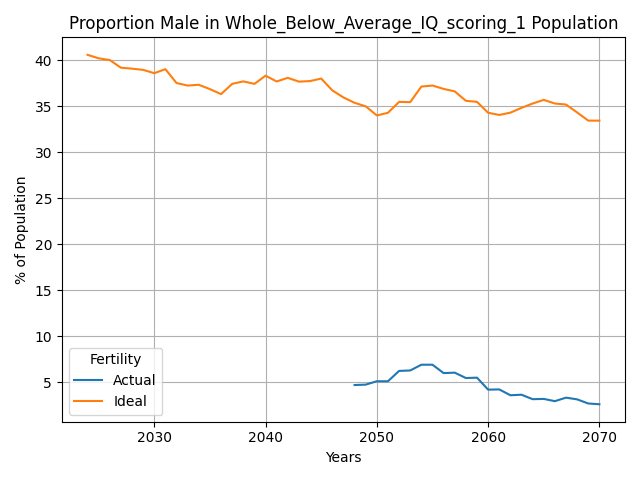 Proportion Male in Whole_Below_Average_IQ_scoring_1 Population
% of Population
40
35
30
25
20
15
10
5
Fertility
Actual
Ideal
2030 2040 2050 2060 2070
Years